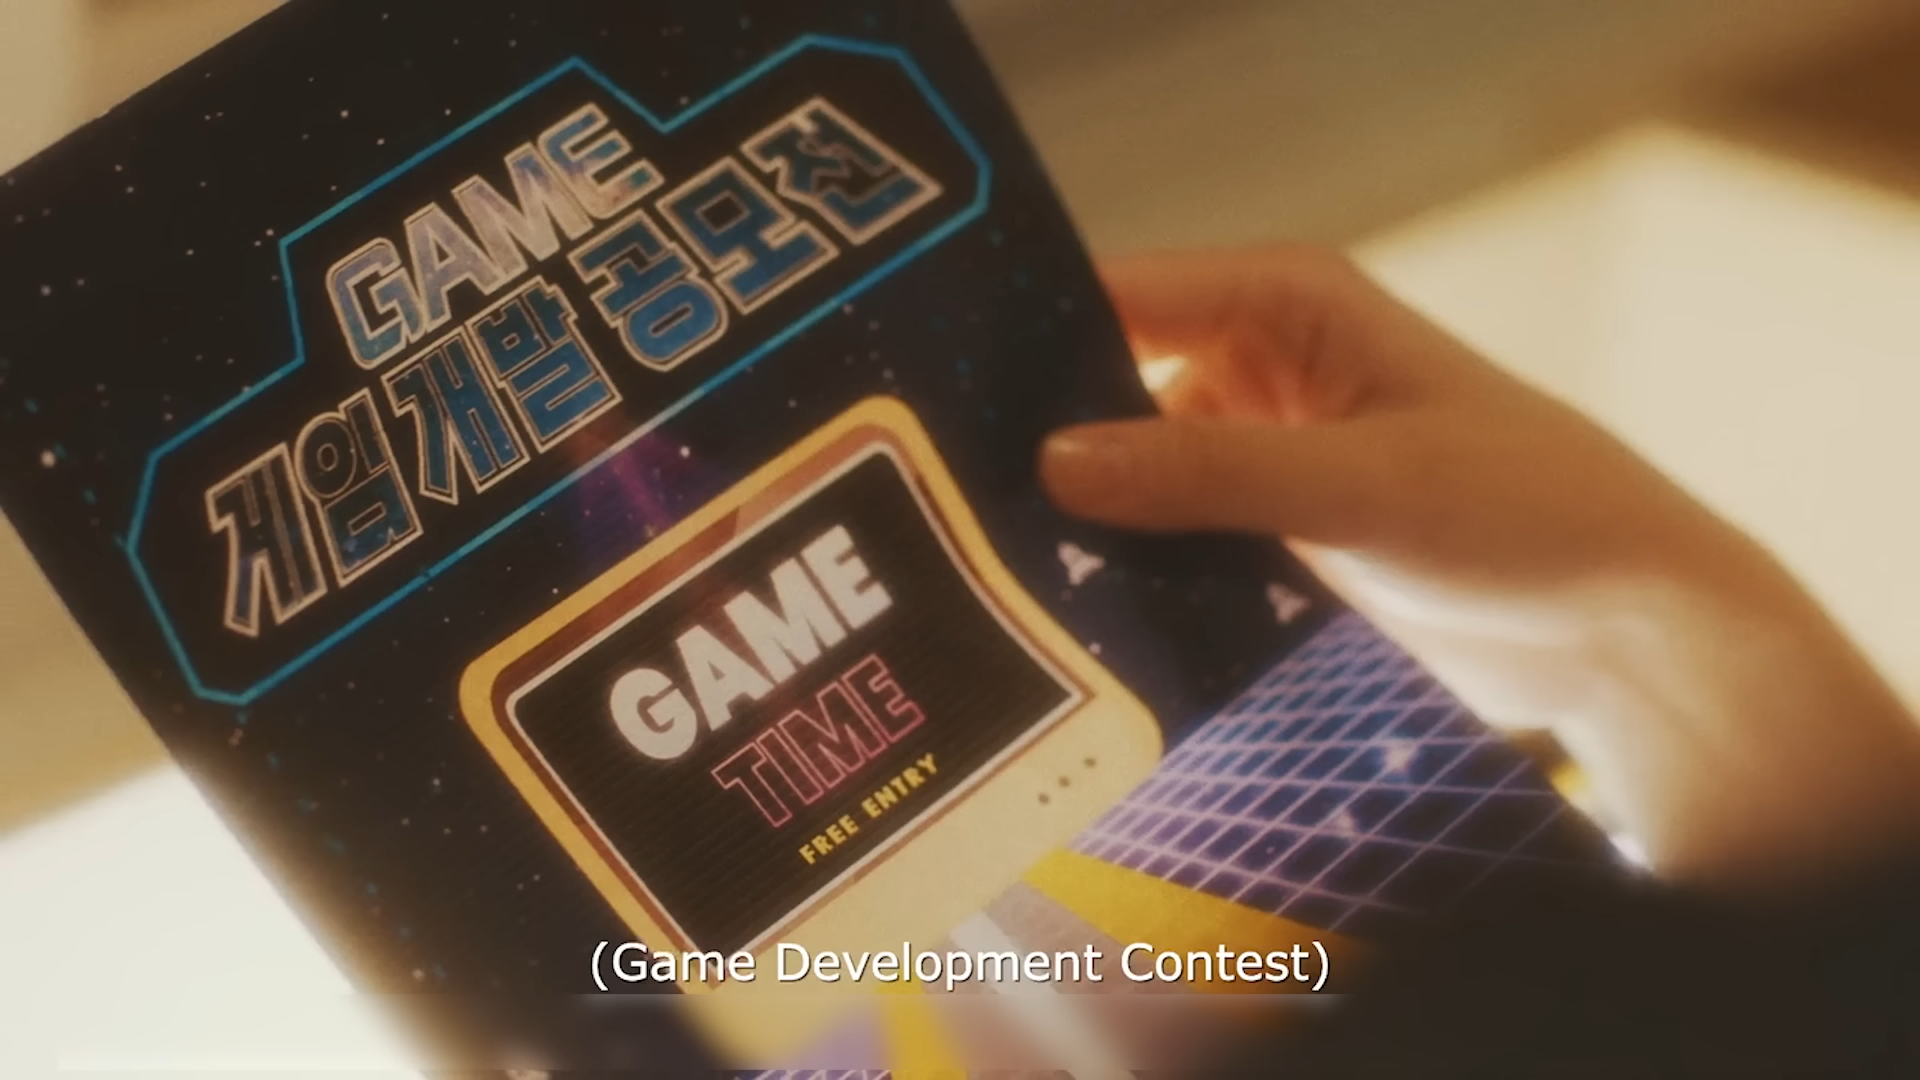 GAME
게임개발 공모전
GAME
TIME
FREE ENTRY
(Game Development Contest)